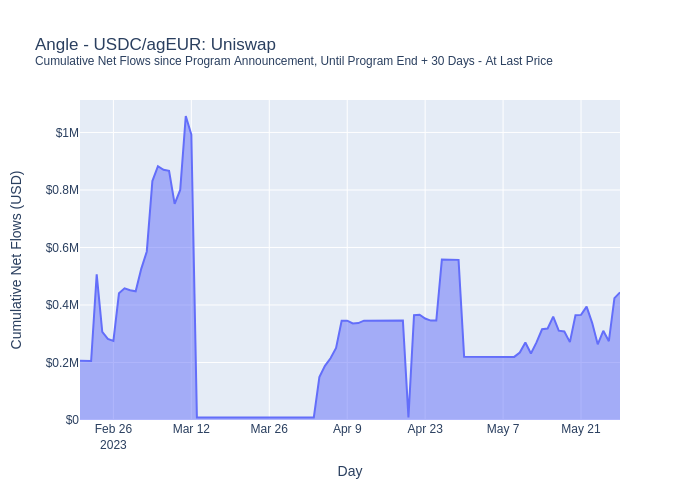 Angle - USDC/agEUR: Uniswap
Cumulative Net Flows since Program Announcement, Until Program End + 30 Days - At Last Price
Cumulative Net Flows (USD)
$1M
$0.8M
$0.6M
$0.4M
$0.2M
$0
Feb 26 Mar 12 Mar 26 Apr 9 Apr 23 May 7 May 21
2023
Day